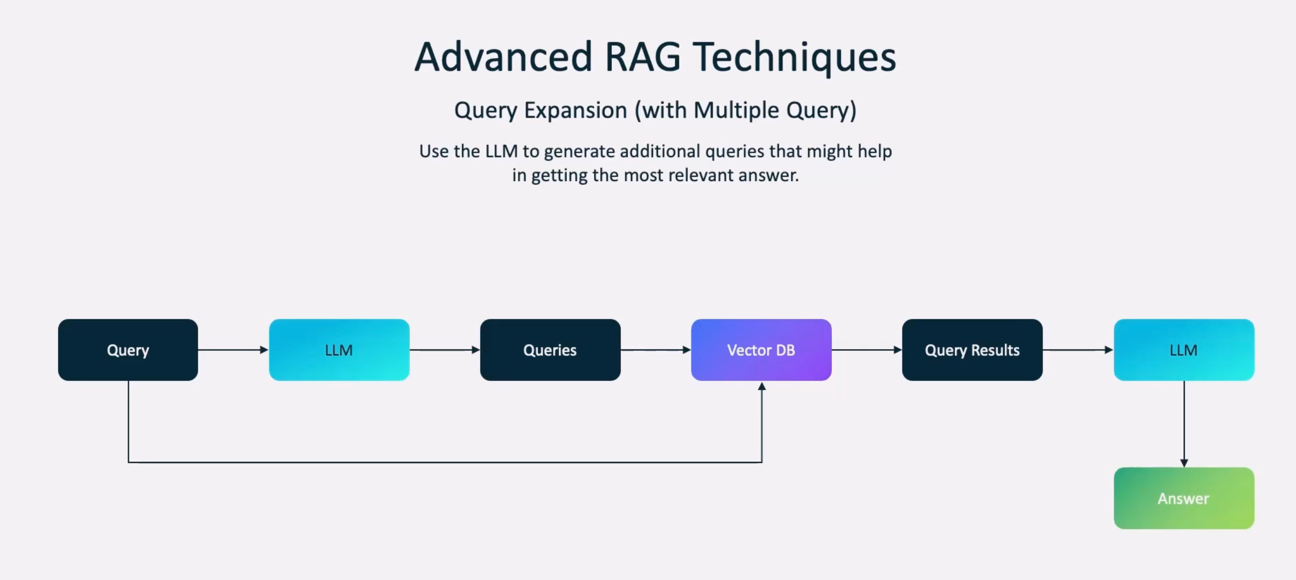 Advanced RAG Techniques
Query Expansion (with Multiple Query)
Use the LLM to generate additional queries that might help
in getting the most relevant answer.
Query
LLM
Queries
Vector DB
Query Results
LLM
Answer